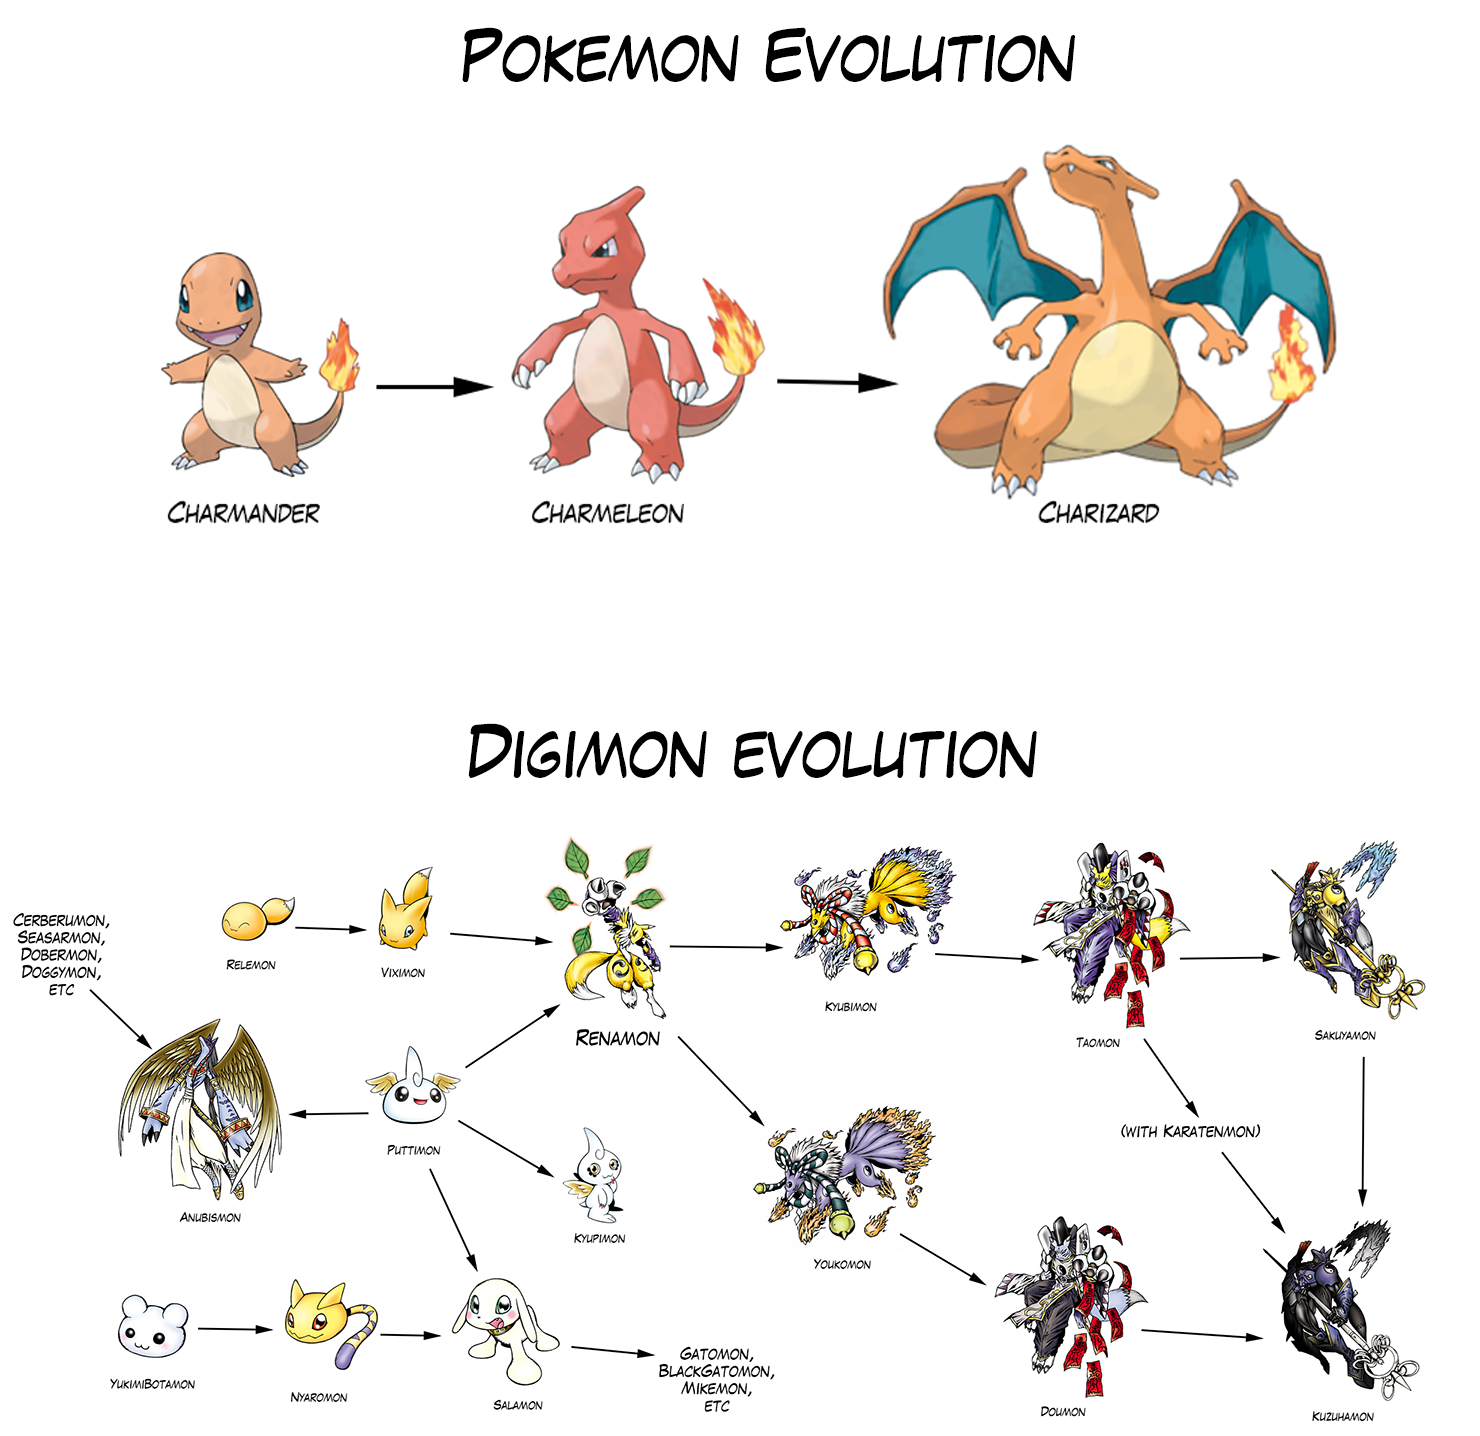 POKEMON EVOLUTION
CHARMANDER
CHARMELEON
CHARIZARD
DIGIMON EVOLUTION
CERBERUMON,
SEASARMON,
DOBERMON,
DOGGYMON,
ETC
RELEMON
VIXIMON
RENAMON
KYUBIMON
TAOMON
SAKUYAMON
ANUBISMON
PUTTIMON
KYUPIMON
(WITH KARATENMON)
YOUKOMON
YUKIMIBOTAMON
NYAROMON
SALAMON
GATOMON,
BLACKGATOMON,
MIKEMON,
ETC
DOUMON
KUZUHAMON